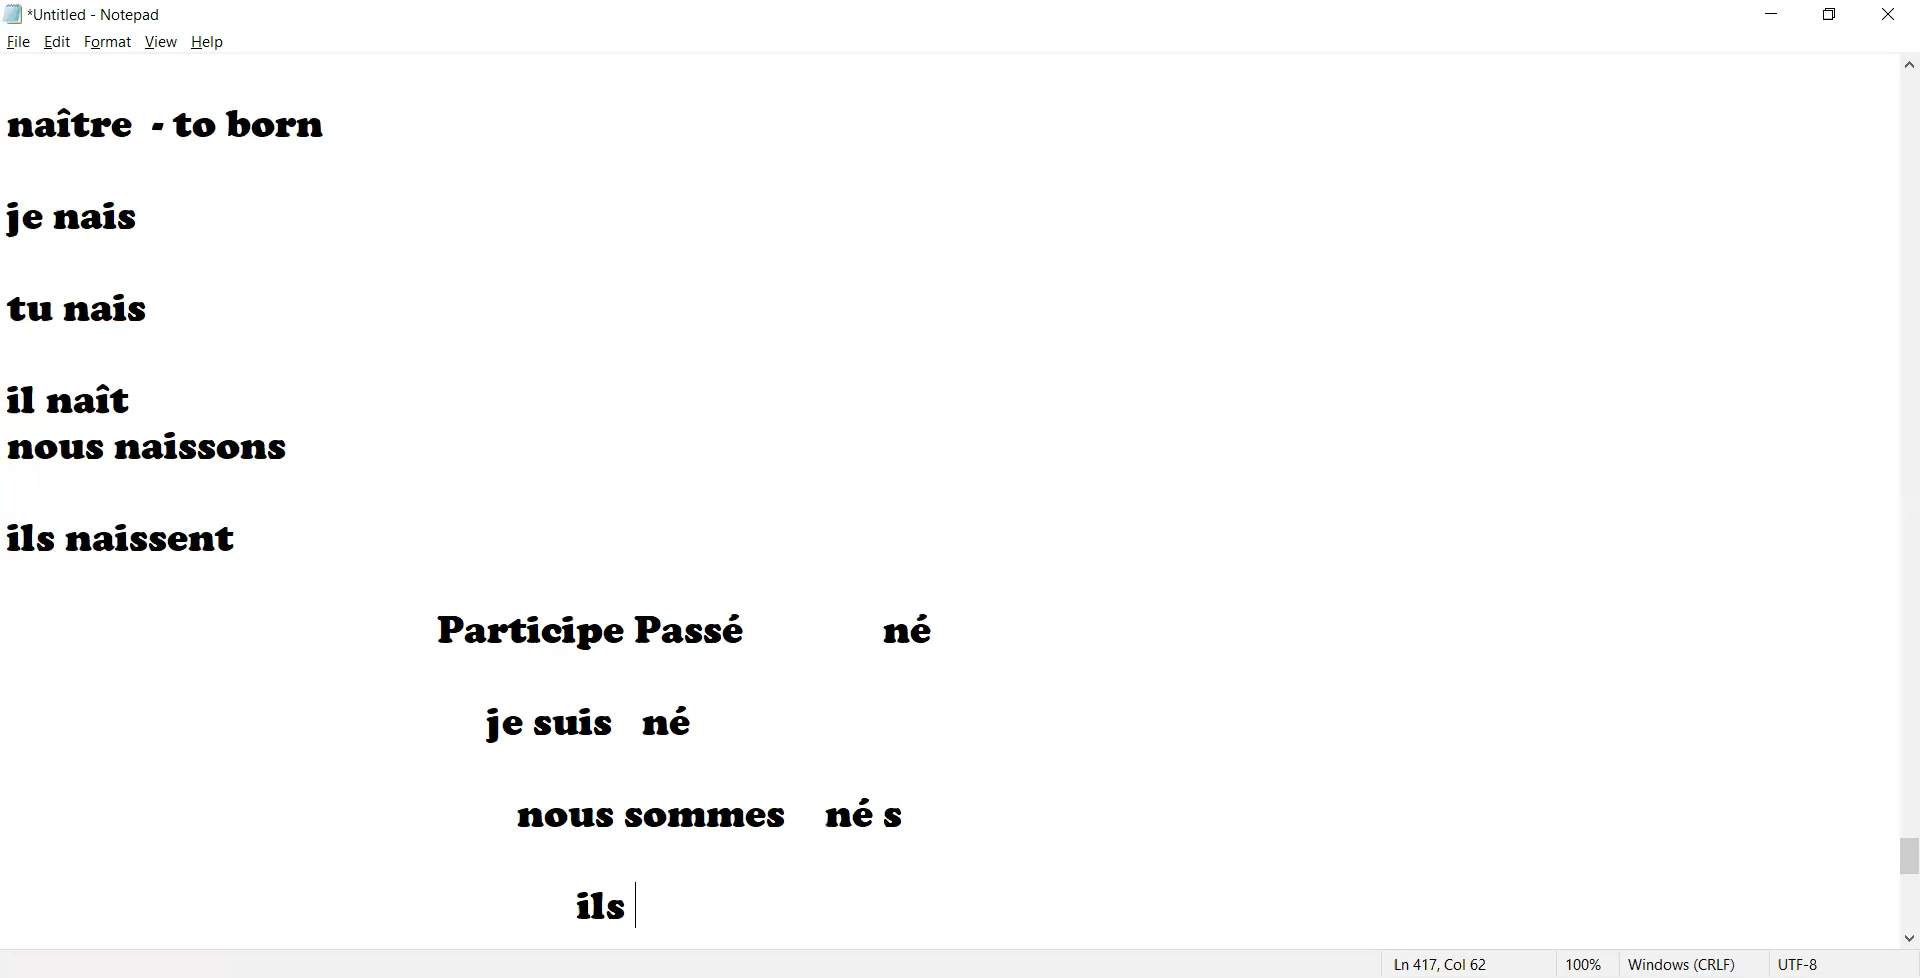 *Untitled - Notepad
File Edit Format View Help
naître - to born
je nais
tu nais
il naît
nous naissons
ils naissent
Participe Passé né
je suis né
nous sommes né s
ils
Ln 417, Col 62 100% Windows (CRLF) UTF-8